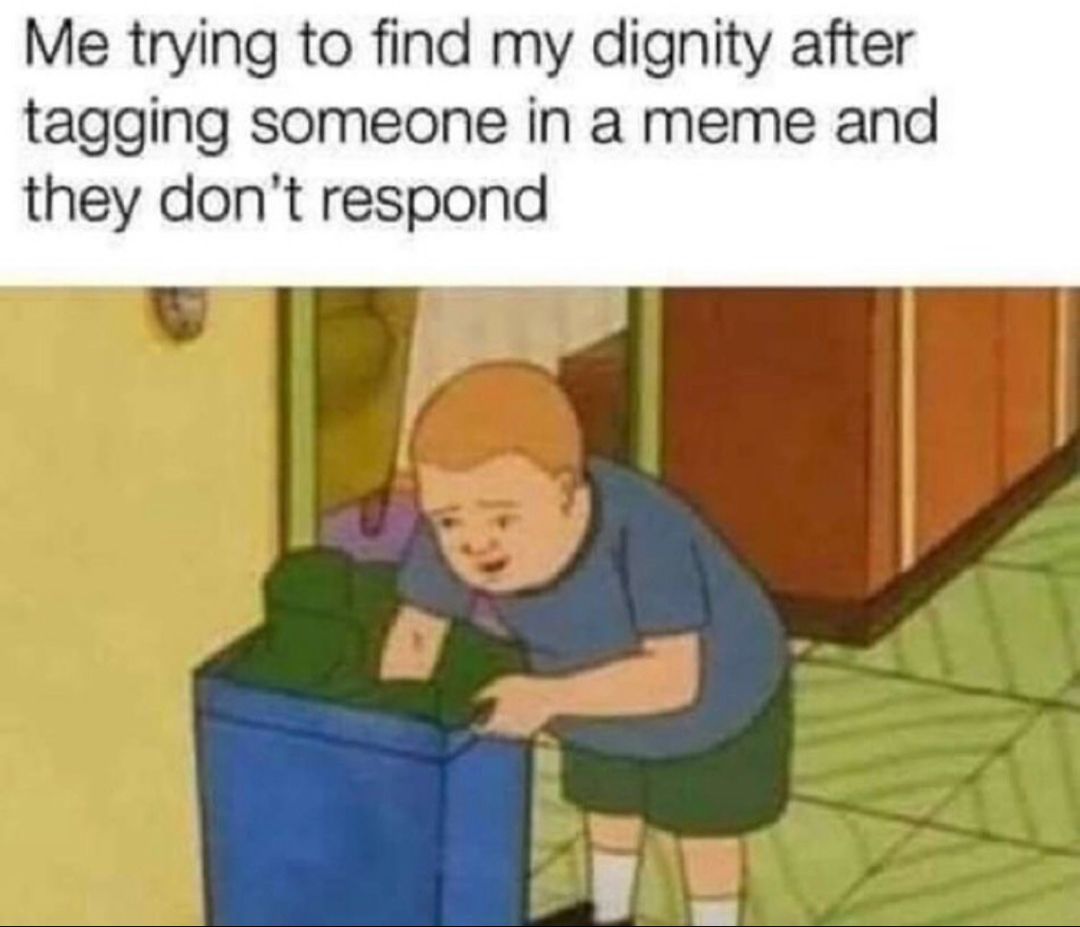 Me trying to find my dignity after
tagging someone in a meme and
they don't respond